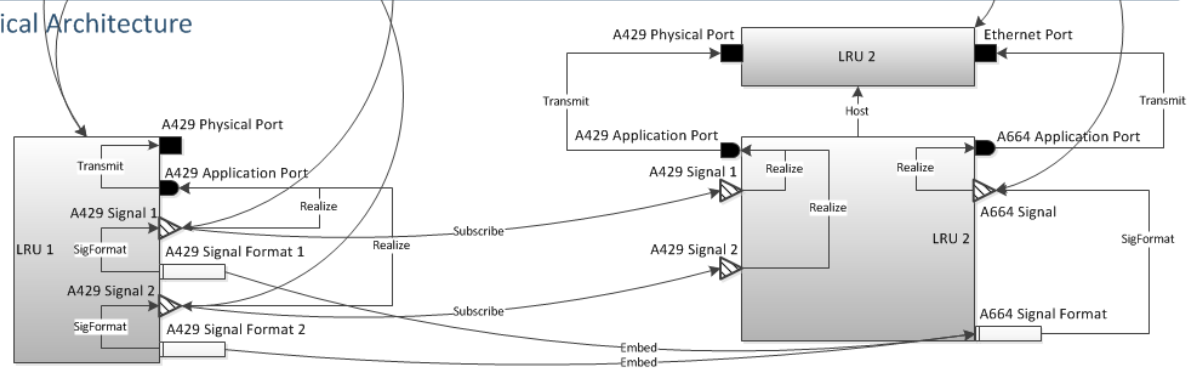 ical Architecture
A429 Physical Port
Ethernet Port
LRU 2
Transmit
Transmit
Host
A429 Physical Port
A429 Application Port
A664 Application Port
Transmit
A429 Application Port
A429 Signal 1
Realize
Realize
Realize
Realize
A429 Signal 1
A664 Signal
Subscribe
LRU 1
SigFormat
A429 Signal Format 1
Realize
A429 Signal 2
LRU 2
SigFormat
A429 Signal 2
Subscribe
A664 Signal Format
SigFormat
A429 Signal Format 2
Embed
Embed